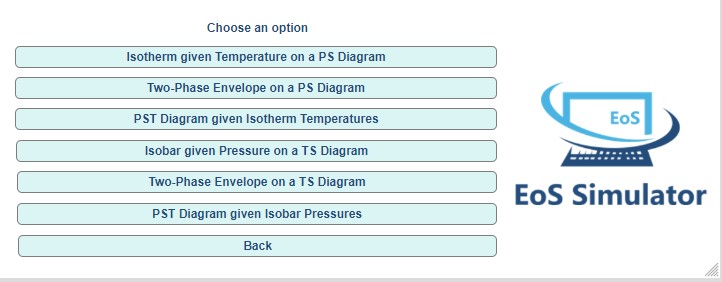 Choose an option
Isotherm given Temperature on a PS Diagram
Two-Phase Envelope on a PS Diagram
PST Diagram given Isotherm Temperatures
Isobar given Pressure on a TS Diagram
Two-Phase Envelope on a TS Diagram
PST Diagram given Isobar Pressures
Back
EoS
EoS Simulator